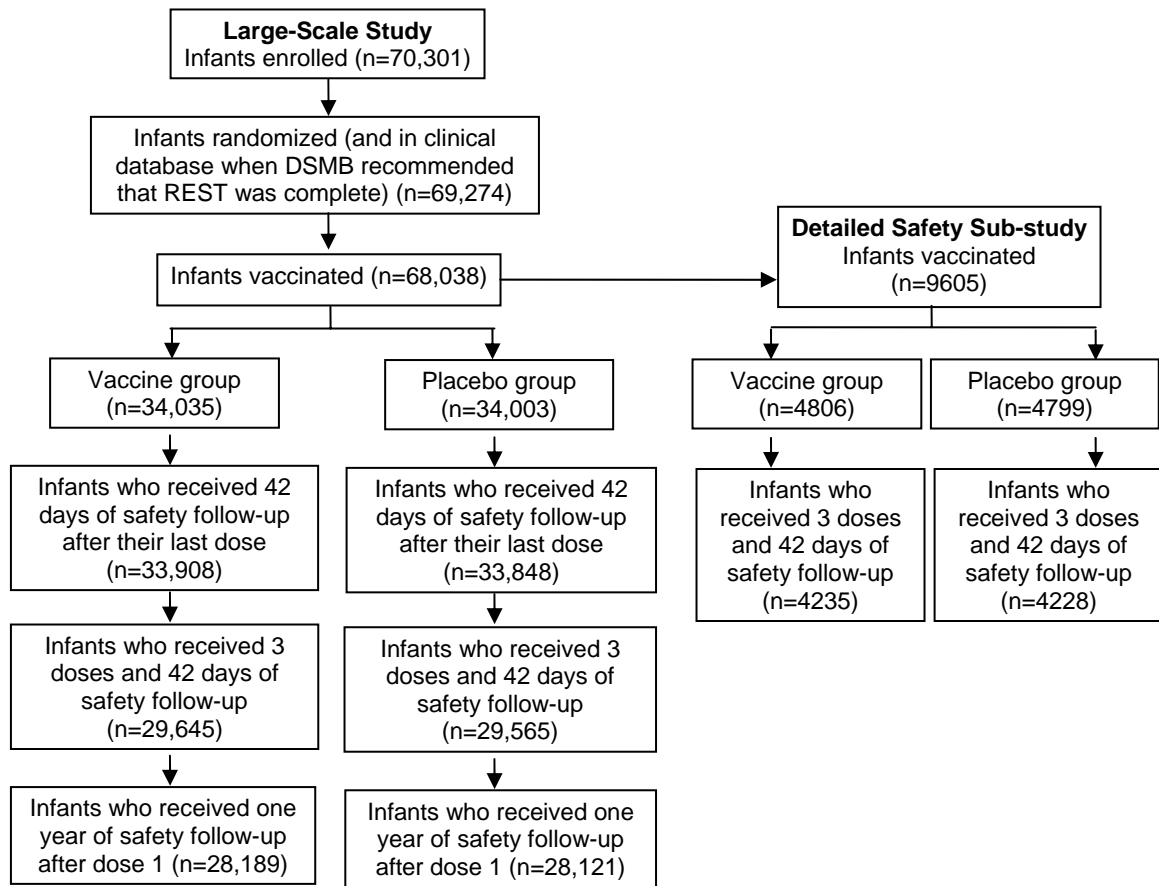 Large-Scale Study
Infants enrolled (n=70,301)
Infants randomized (and in clinical
database when DSMB recommended
that REST was complete) (n=69,274)
Infants vaccinated (n=68,038)
Detailed Safety Sub-study
Infants vaccinated
(n=9605)
Vaccine group
(n=34,035)
Placebo group
(n=34,003)
Vaccine group
(n=4806)
Placebo group
(n=4799)
Infants who received 42
days of safety follow-up
after their last dose
(n=33,908)
Infants who received 42
days of safety follow-up
after their last dose
(n=33,848)
Infants who
received 3 doses
and 42 days of
safety follow-up
(n=4235)
Infants who
received 3 doses
and 42 days of
safety follow-up
(n=4228)
Infants who received 3
doses and 42 days of
safety follow-up
(n=29,645)
Infants who received 3
doses and 42 days of
safety follow-up
(n=29,565)
Infants who received one
year of safety follow-up
after dose 1 (n=28,189)
Infants who received one
year of safety follow-up
after dose 1 (n=28,121)